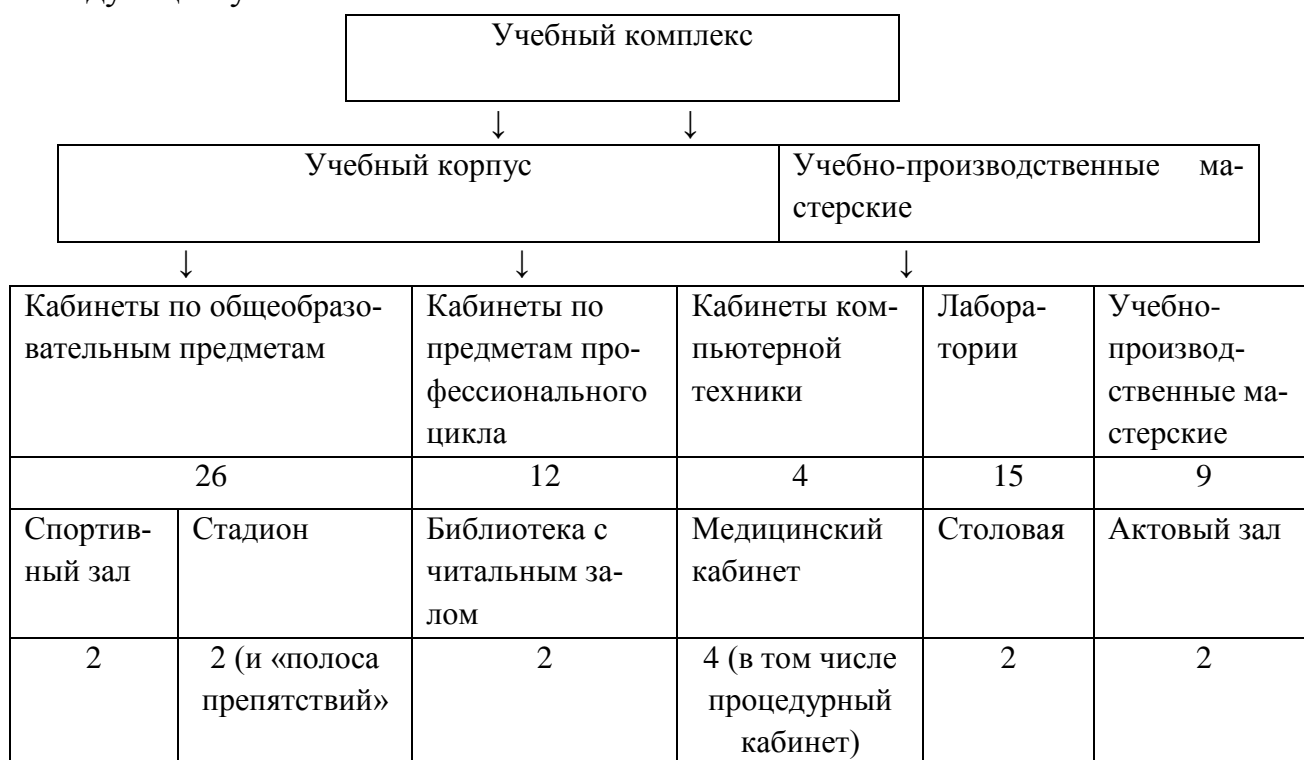 Учебный комплекс
↓ ↓
Учебный корпус
Учебно-производственные ма-
стерские
↓ ↓ ↓
Кабинеты по общеобразо-
вательным предметам
Кабинеты по
предметам про-
фессионального
цикла
Кабинеты ком-
пьютерной
техники
Лабора-
тории
Учебно-
производ-
ственные ма-
стерские
26
12
4
15
9
Спортив-
ный зал
Стадион
Библиотека с
читальным за-
лом
Медицинский
кабинет
Столовая
Актовый зал
2
2 (и «полоса
препятствий»
2
4 (в том числе
процедурный
кабинет)
2
2